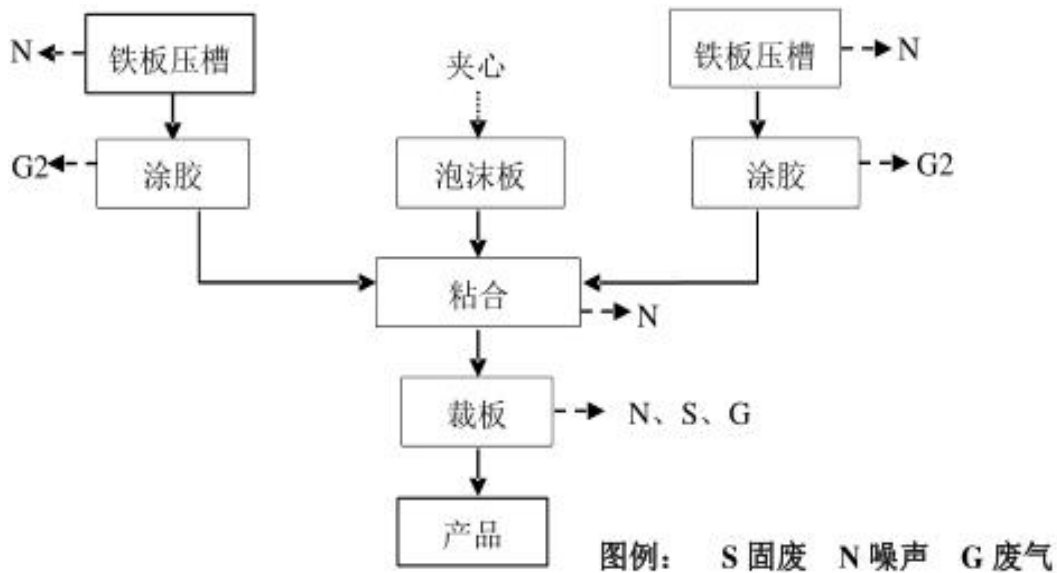 N
铁板压槽
夹心
铁板压槽
N
G2
涂胶
泡沫板
涂胶
G2
粘合
N
裁板
N、S、G
产品
图例： S 固废 N 噪声 G 废气